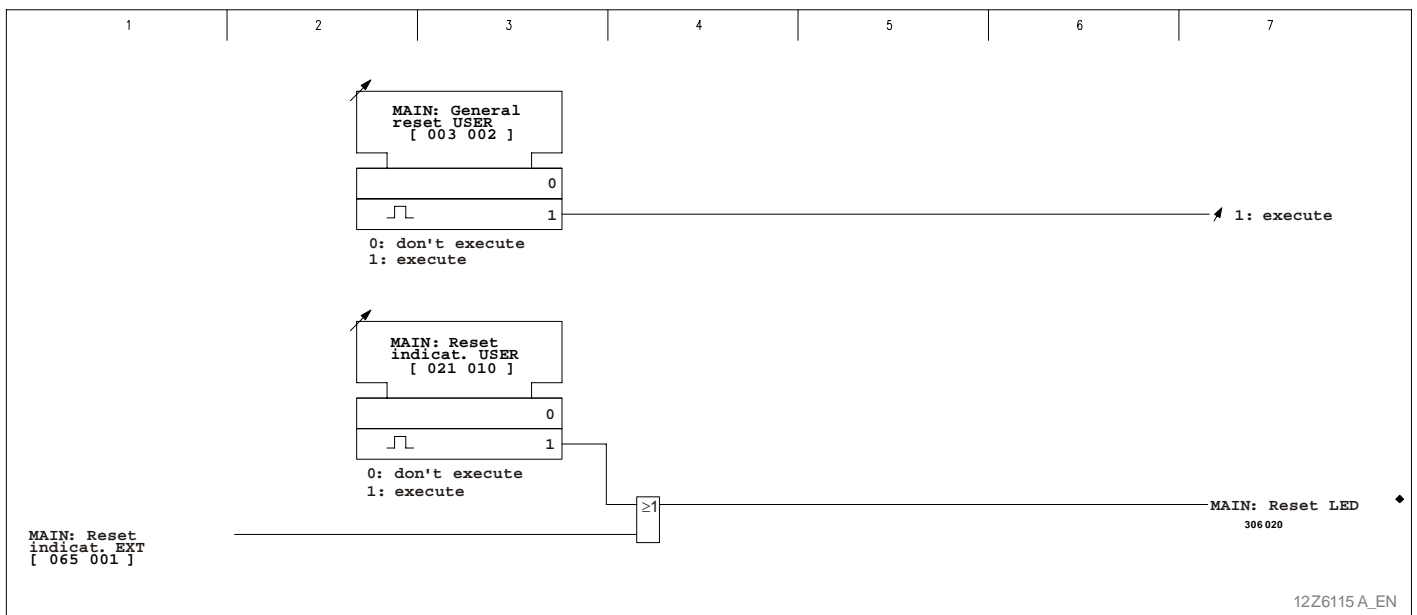 1 2 3 4 5 6 7
MAIN: General
reset USER
[ 003 002 ]
0
1
1: execute
0: don't execute
1: execute
MAIN: Reset
indicat. USER
[ 021 010 ]
0
1
0: don't execute
1: execute
≥1
MAIN: Reset LED
306 020
MAIN: Reset
indicat. EXT
[ 065 001 ]
12Z6115 A_EN